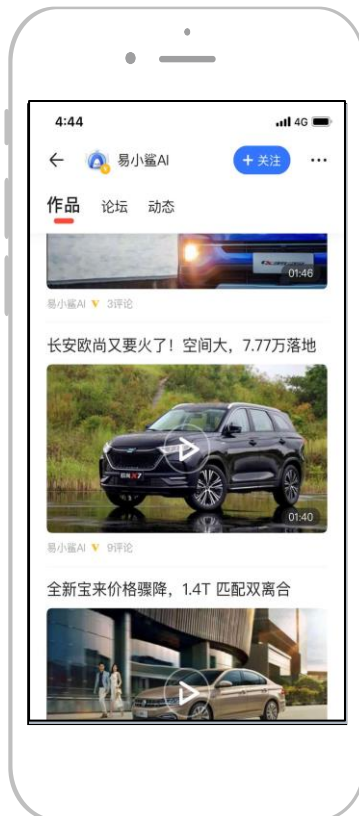 4:44
4G
易小鲨AI
+ 关注
作品 论坛 动态
01:46
易小鲨AI V 3评论
长安欧尚又要火了！空间大，7.77万落地
01:40
易小鲨AI V 9评论
全新宝来价格骤降，1.4T 匹配双离合